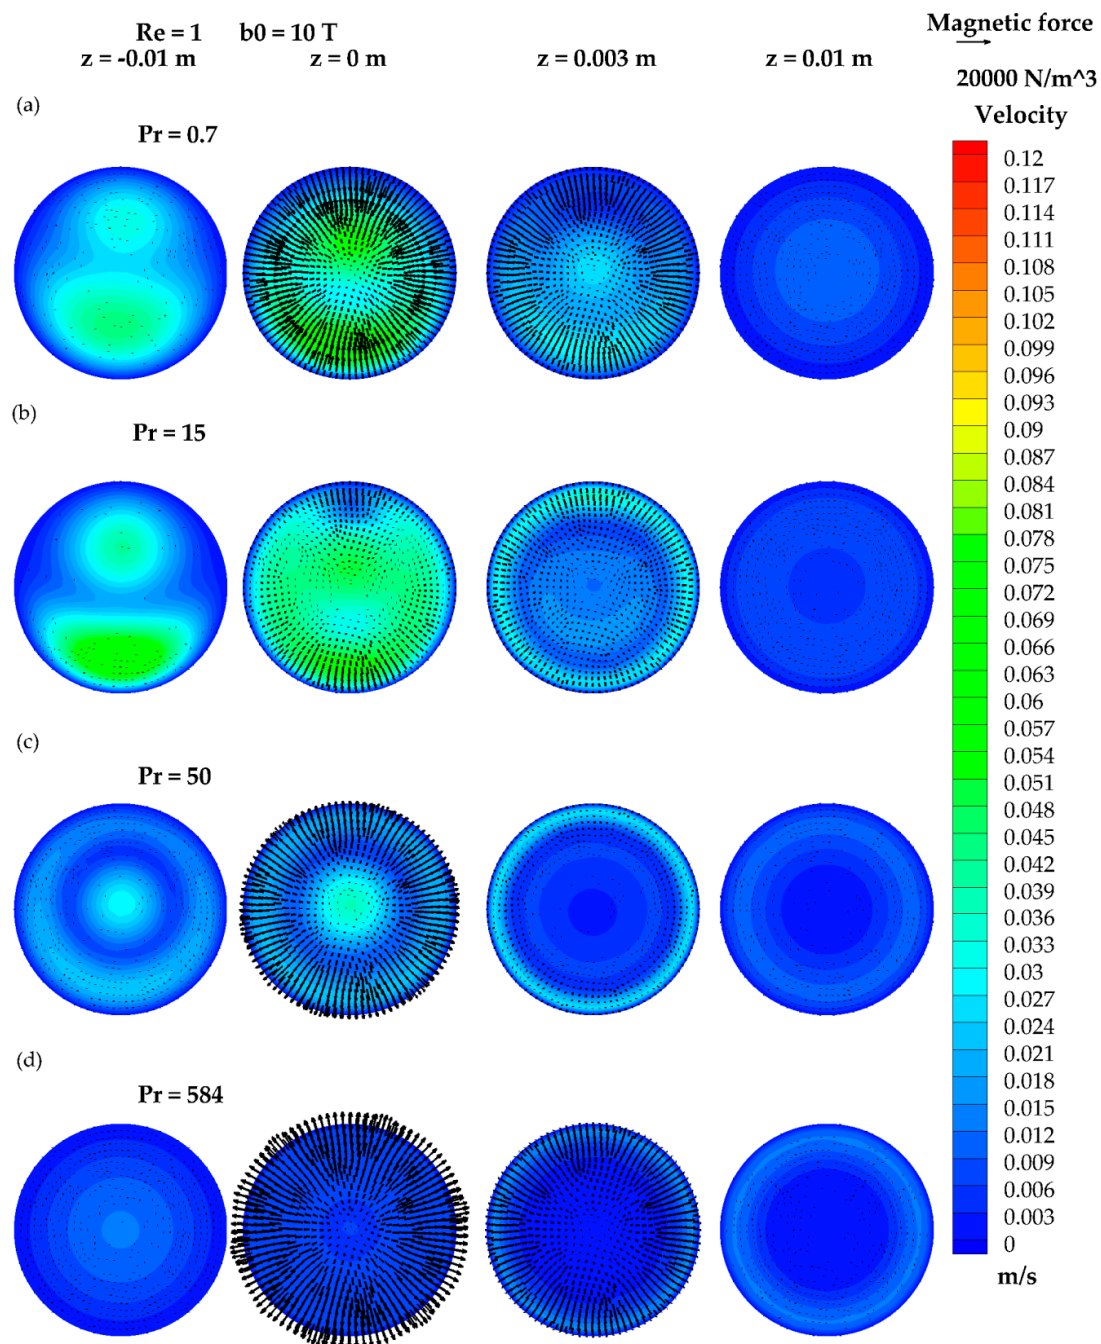 Re = 1 b0 = 10 T
z = -0.01 m z = 0 m z = 0.003 m z = 0.01 m
Magnetic force
20000 N/m^3
Velocity
(a)
Pr = 0.7
(b)
Pr = 15
(c)
Pr = 50
(d)
Pr = 584
0.12
0.117
0.114
0.111
0.108
0.105
0.102
0.099
0.096
0.093
0.09
0.087
0.084
0.081
0.078
0.075
0.072
0.069
0.066
0.063
0.06
0.057
0.054
0.051
0.048
0.045
0.042
0.039
0.036
0.033
0.03
0.027
0.024
0.021
0.018
0.015
0.012
0.009
0.006
0.003
0
m/s